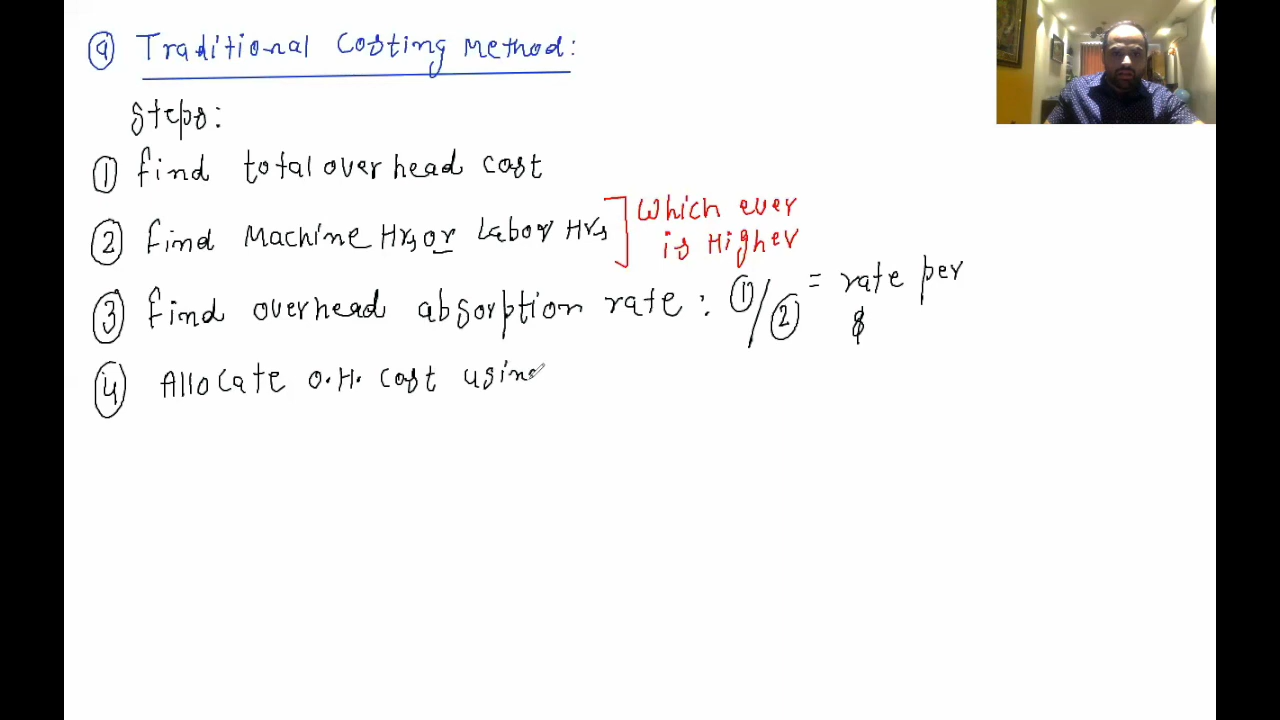 ⓐ Traditional Costing Method:
Steps:
① Find total overhead cost
② Find Machine Hrs or Labor Hrs ] Which ever is Higher
③ Find overhead absorption rate: ①/② = rate per $
④ Allocate O.H. cost using